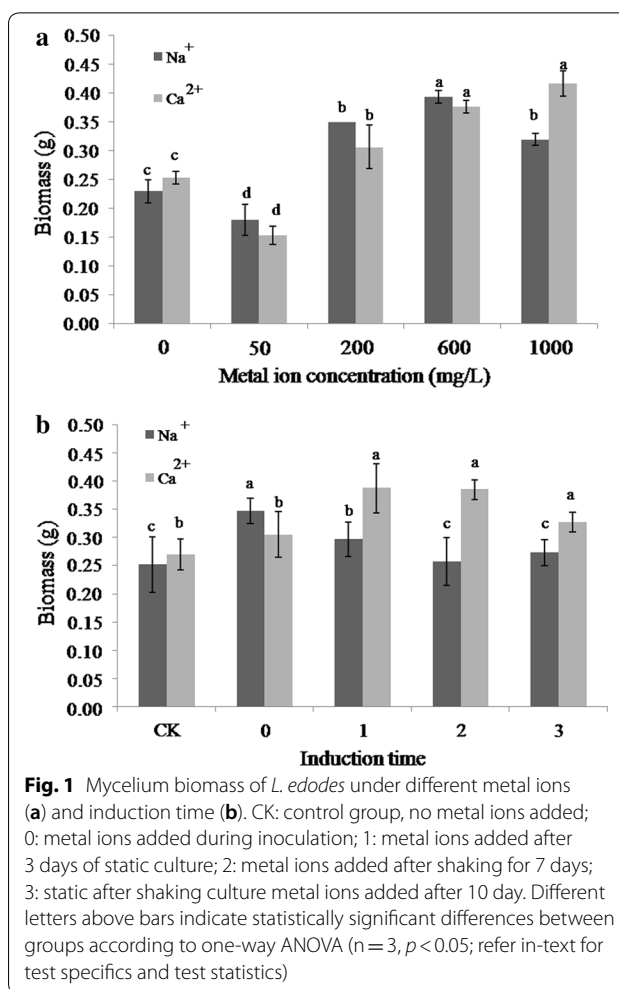 a
0.50
0.45
0.40
0.35
0.30
0.25
0.20
0.15
0.10
0.05
0.00
Biomass (g)
Na+
Ca2+
c c
d d
b b
a a
b a
0 50 200 600 1000
Metal ion concentration (mg/L)
b
0.50
0.45
0.40
0.35
0.30
0.25
0.20
0.15
0.10
0.05
0.00
Biomass (g)
Na+
Ca2+
c b
a b
b a
c a
c a
CK 0 1 2 3
Induction time
Fig. 1 Mycelium biomass of L. edodes under different metal ions
(a) and induction time (b). CK: control group, no metal ions added;
0: metal ions added during inoculation; 1: metal ions added after
3 days of static culture; 2: metal ions added after shaking for 7 days;
3: static after shaking culture metal ions added after 10 day. Different
letters above bars indicate statistically significant differences between
groups according to one-way ANOVA (n = 3, p < 0.05; refer in-text for
test specifics and test statistics)